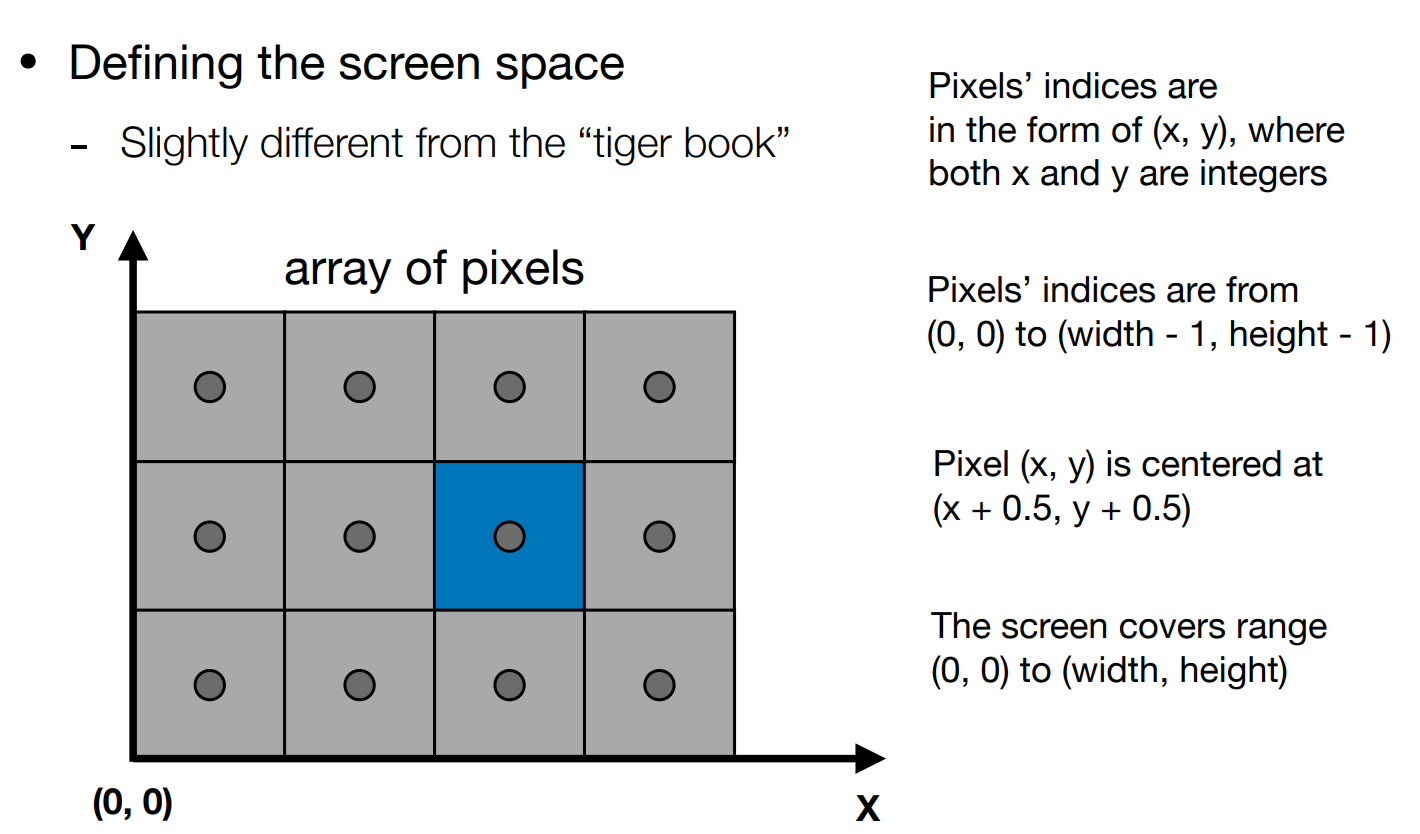 • Defining the screen space
- Slightly different from the “tiger book”
Y
array of pixels
(0, 0)
X
Pixels’ indices are
in the form of (x, y), where
both x and y are integers
Pixels’ indices are from
(0, 0) to (width - 1, height - 1)
Pixel (x, y) is centered at
(x + 0.5, y + 0.5)
The screen covers range
(0, 0) to (width, height)